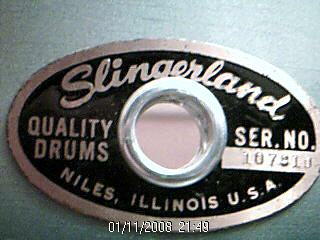 Slingerland
QUALITY
DRUMS
SER. NO.
NILES, ILLINOIS U.S.A.
01/11/2008 21:49